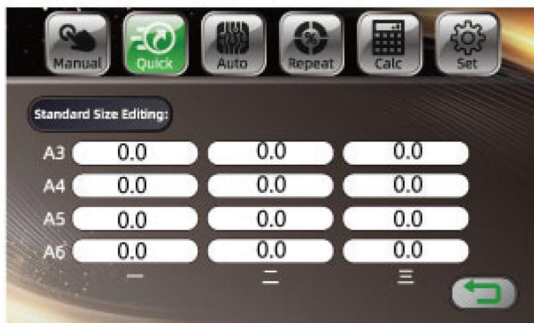 Manual Quick Auto Repeat Calc Set
Standard Size Editing:
A3 0.0 0.0 0.0
A4 0.0 0.0 0.0
A5 0.0 0.0 0.0
A6 0.0 0.0 0.0
一 二 三